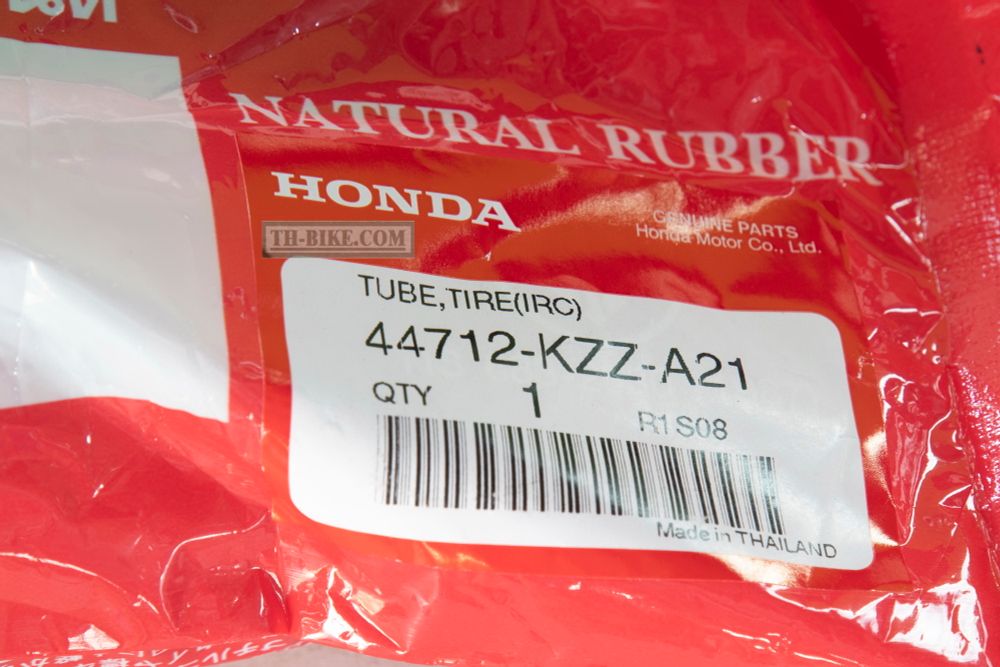 NATURAL RUBBER
HONDA
GENUINE PARTS
Honda Motor Co., Ltd.
TH-BIKE.COM
TUBE,TIRE(IRC)
44712-KZZ-A21
QTY 1 R1S08
Made in THAILAND